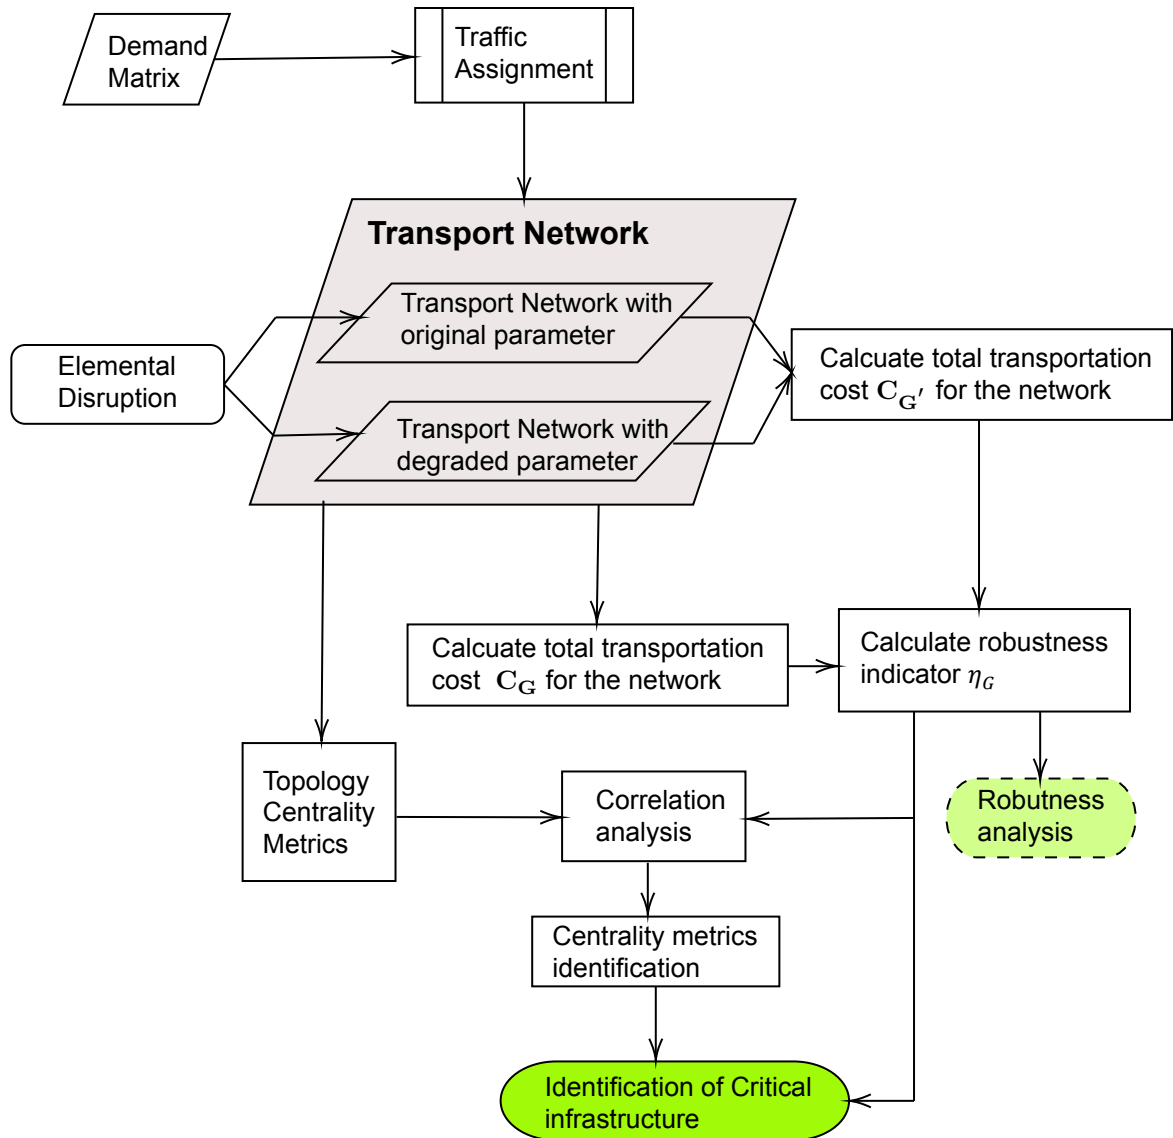 Demand
Matrix
Traffic
Assignment
Transport Network
Transport Network with
original parameter
Elemental
Disruption
Transport Network with
degraded parameter
Calcuate total transportation
cost C_G′ for the network
Calcuate total transportation
cost C_G for the network
Calculate robustness
indicator η_G
Topology
Centrality
Metrics
Correlation
analysis
Robutness
analysis
Centrality metrics
identification
Identification of Critical
infrastructure